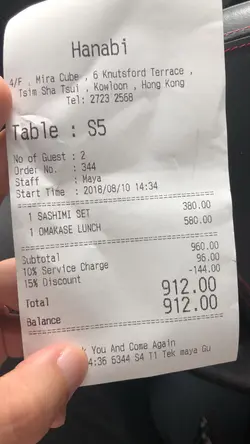 Hanabi
4/F , Mira Cube , 6 Knutsford Terrace ,
Tsim Sha Tsui , Kowloon , Hong Kong
Tel: 2723 2568
Table : S5
No of Guest : 2
Order No. : 344
Staff : Maya
Start Time : 2018/08/10 14:34
1 SASHIMI SET 380.00
1 OMAKASE LUNCH 580.00
Subtotal 960.00
10% Service Charge 96.00
15% Discount -144.00
Total 912.00
Balance 912.00
You And Come Again
4:36 6344 S4 T1 Tek maya Gu